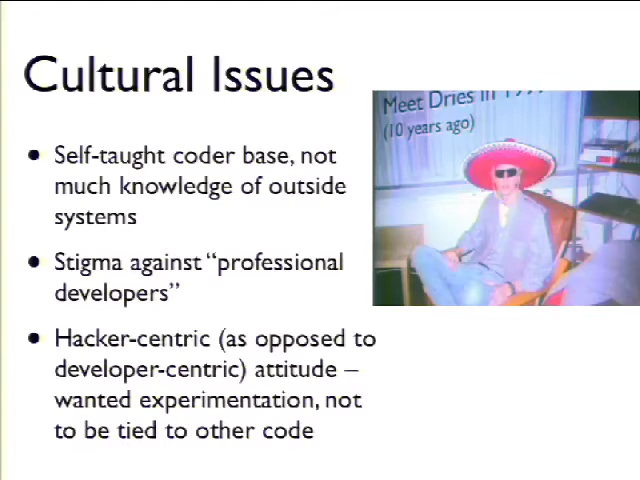 Cultural Issues
Meet Dries in
(10 years ago)
• Self-taught coder base, not
much knowledge of outside
systems
• Stigma against “professional
developers”
• Hacker-centric (as opposed to
developer-centric) attitude –
wanted experimentation, not
to be tied to other code